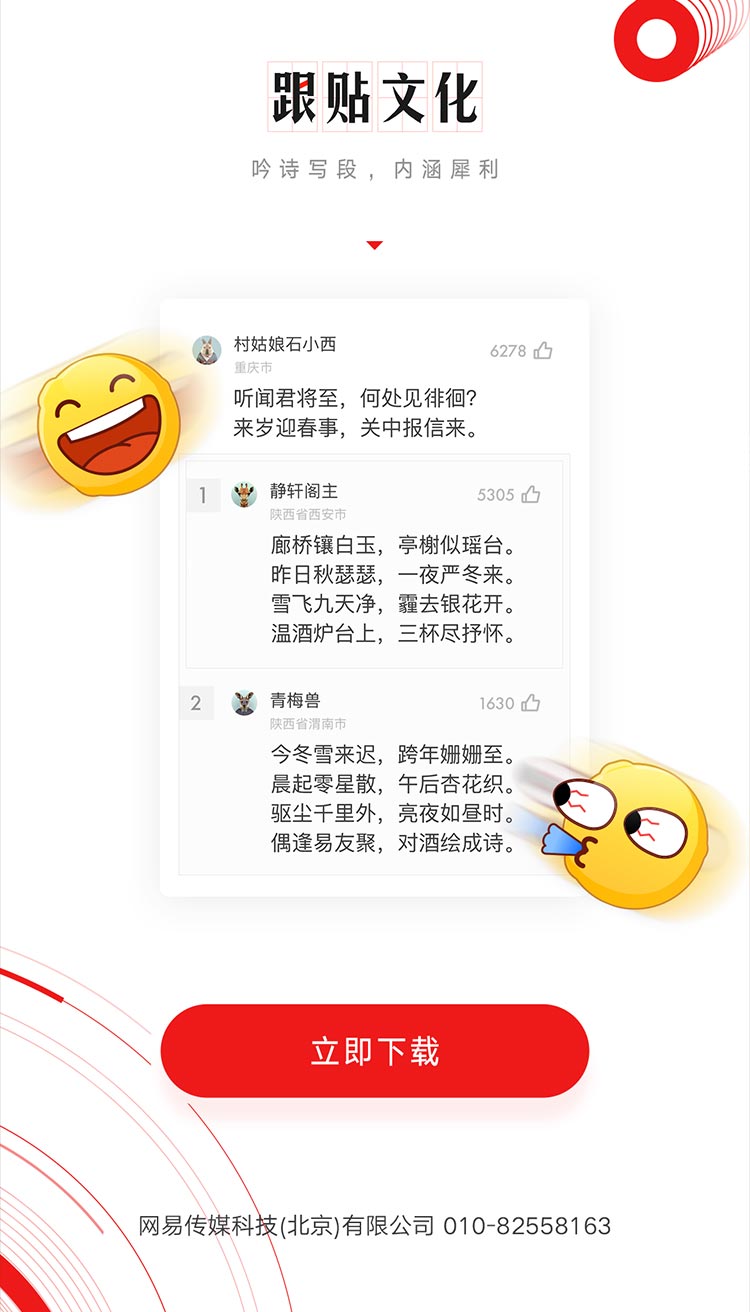 跟贴文化
吟诗写段，内涵犀利
村姑娘石小西
6278
重庆市
听闻君将至，何处见徘徊？
来岁迎春事，关中报信来。
1
静轩阁主
5305
陕西省西安市
廊桥镶白玉，亭榭似瑶台。
昨日秋瑟瑟，一夜严冬来。
雪飞九天净，霾去银花开。
温酒炉台上，三杯尽抒怀。
2
青梅兽
1630
陕西省渭南市
今冬雪来迟，跨年姗姗至。
晨起零星散，午后杏花织。
驱尘千里外，亮夜如昼时。
偶逢易友聚，对酒绘成诗。
立即下载
网易传媒科技(北京)有限公司 010-82558163